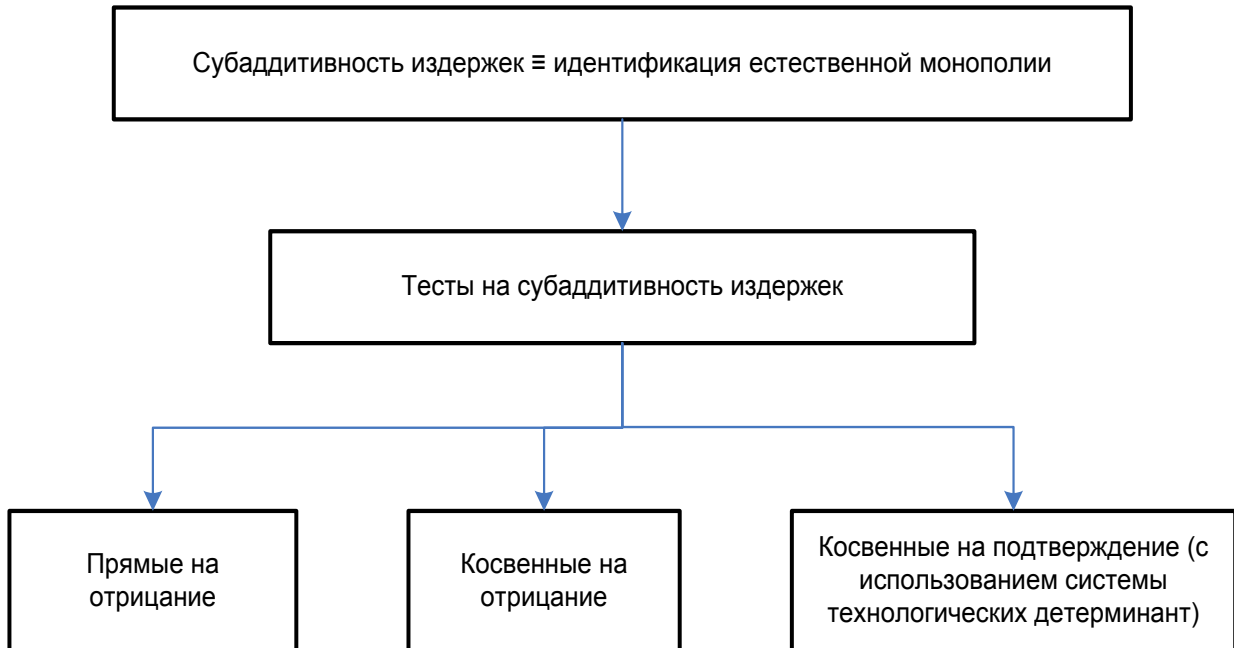 Субаддитивность издержек ≡ идентификация естественной монополии
Тесты на субаддитивность издержек
Прямые на
отрицание
Косвенные на
отрицание
Косвенные на подтверждение (с
использованием системы
технологических детерминант)